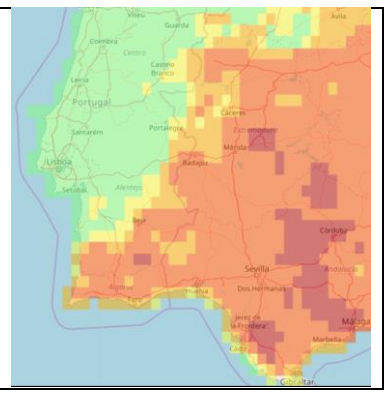 Viseu
Guarda
Ávila
Coimbra
Centro
Castelo
Branco
Leiria
Portugal
Cáceres
Santarém
Portalegre
Extremadura
Mérida
Lisboa
Badajoz
Setúbal
Alentejo
Beja
Córdoba
Sevilla
Andalucía
Dos Hermanas
Algarve
Faro
Huelva
Jerez de
la Frontera
Málaga
Cádiz
Marbella
Gibraltar